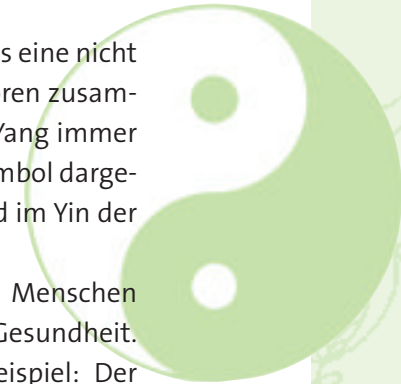 s eine nicht
ren zusam-
Yang immer
mbol darge-
d im Yin der
Menschen
Gesundheit.
eispiel: Der